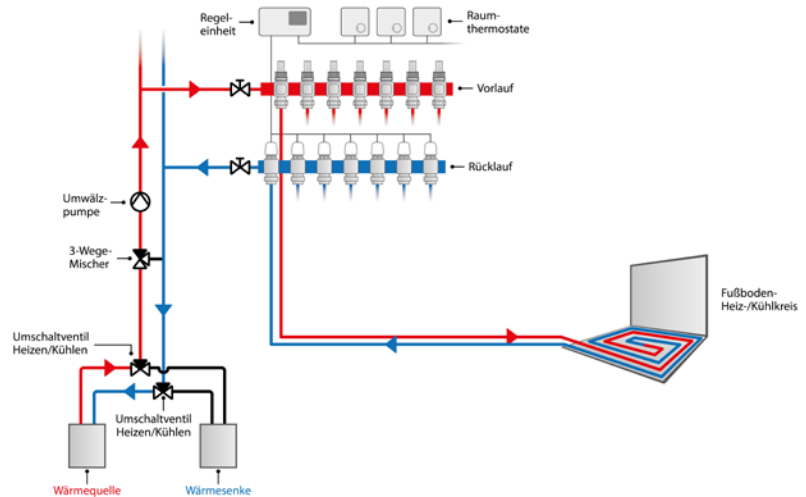 Regel-
einheit
Raum-
thermostate
Vorlauf
Rücklauf
Umwälz-
pumpe
3-Wege-
Mischer
Fußboden-
Heiz-/Kühlkreis
Umschaltventil
Heizen/Kühlen
Umschaltventil
Heizen/Kühlen
Wärmequelle
Wärmesenke